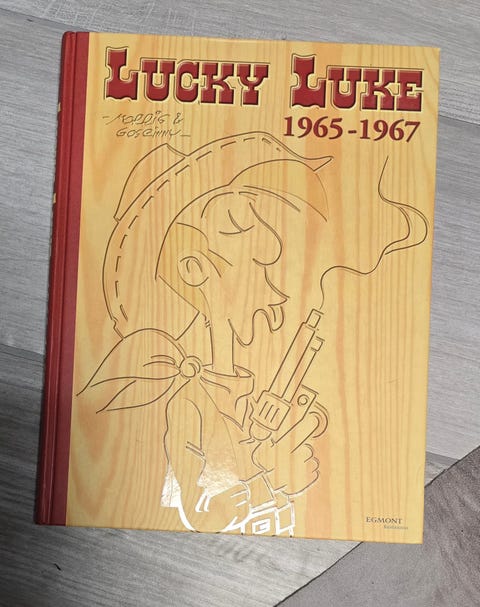 LUCKY LUKE
- MORRIS &
GOSCINNY -
1965-1967
EGMONT